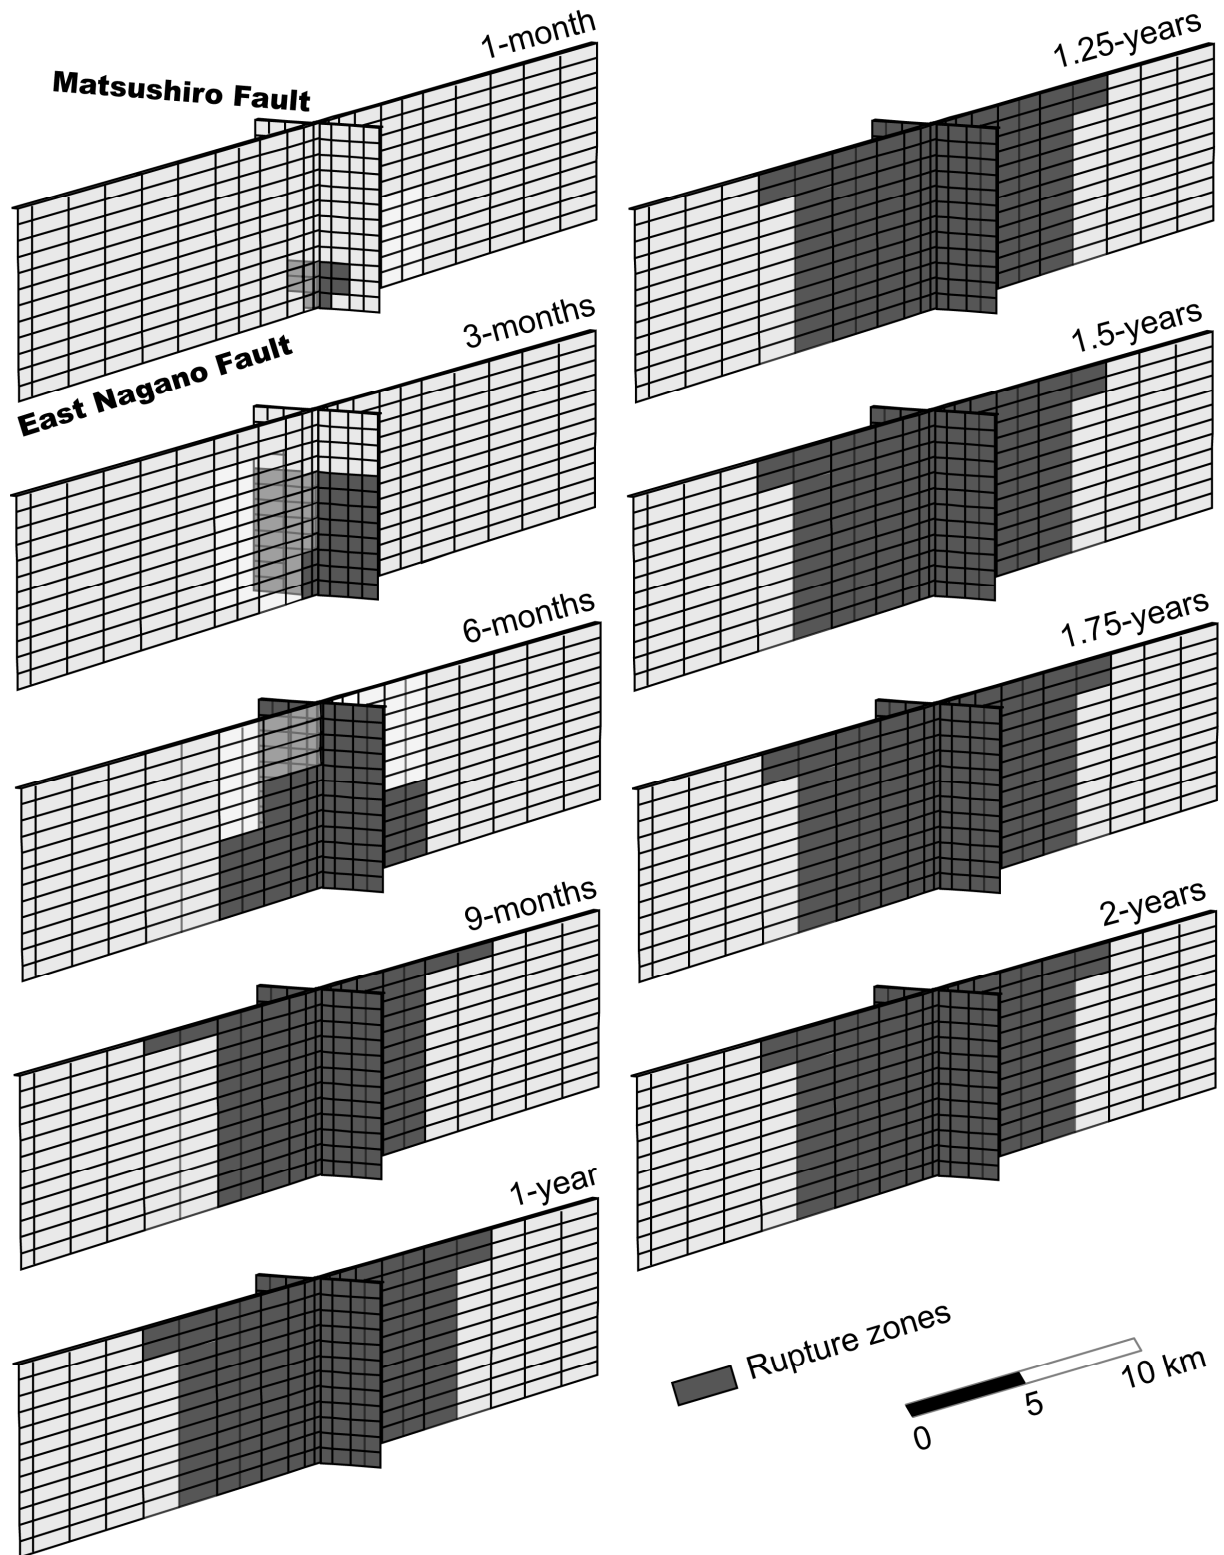 1-month
Matsushiro Fault
3-months
East Nagano Fault
6-months
9-months
1-year
1.25-years
1.5-years
1.75-years
2-years
Rupture zones
0
5
10 km